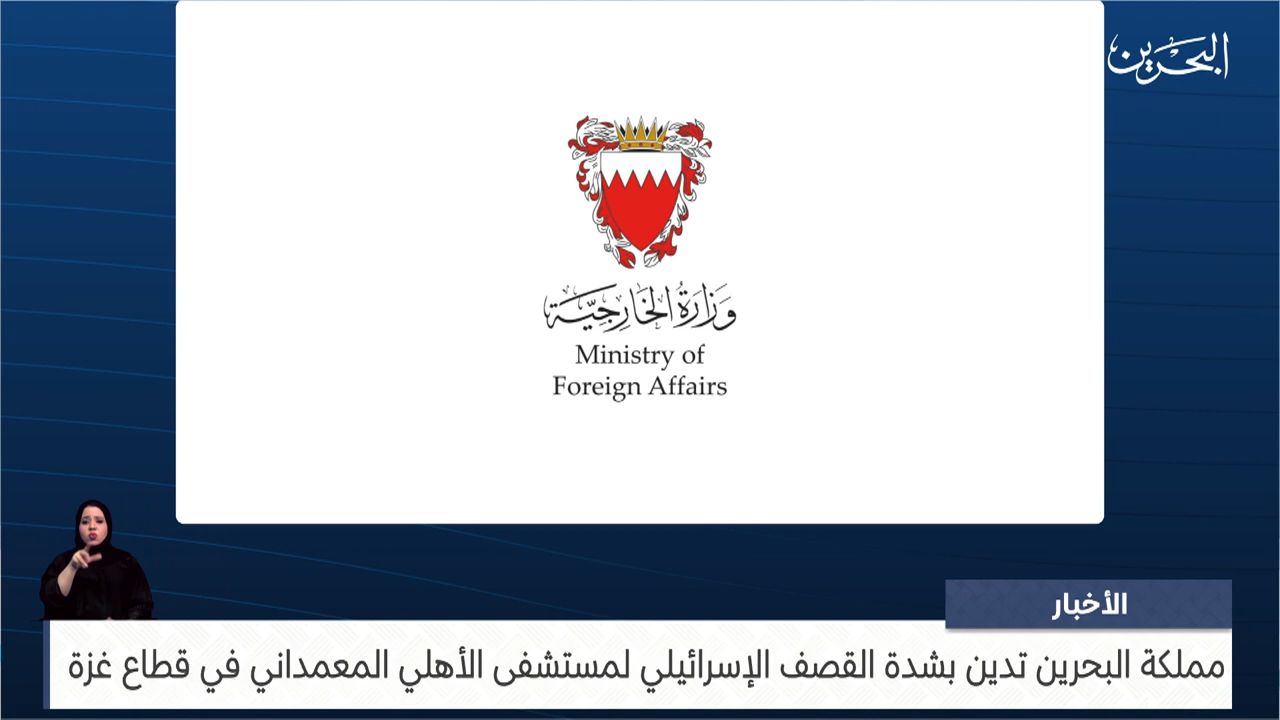 البحرين
وزارة الخارجية
Ministry of
Foreign Affairs
الأخبار
مملكة البحرين تدين بشدة القصف الإسرائيلي لمستشفى الأهلي المعمداني في قطاع غزة